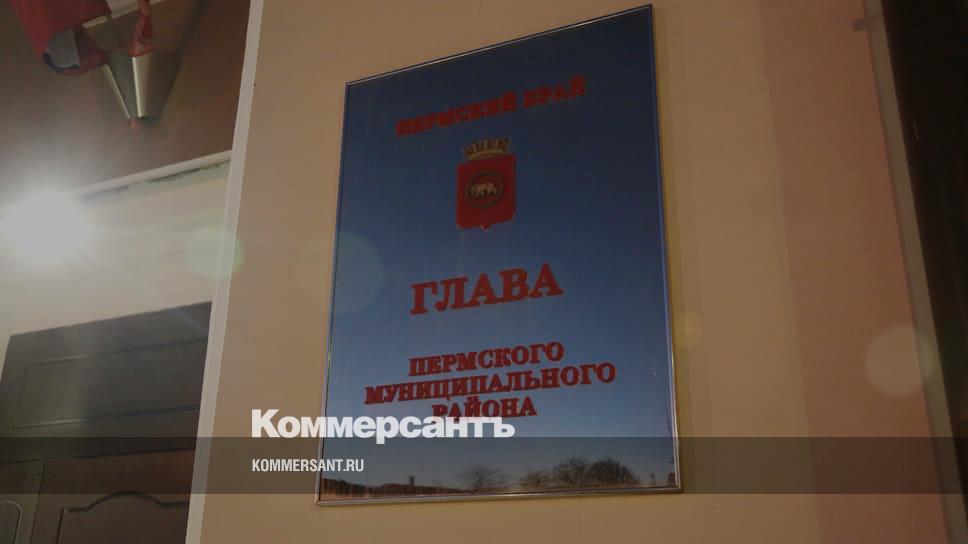 ПЕРМСКИЙ КРАЙ
ГЛАВА
ПЕРМСКОГО
МУНИЦИПАЛЬНОГО
РАЙОНА
Коммерсантъ
KOMMERSANT.RU